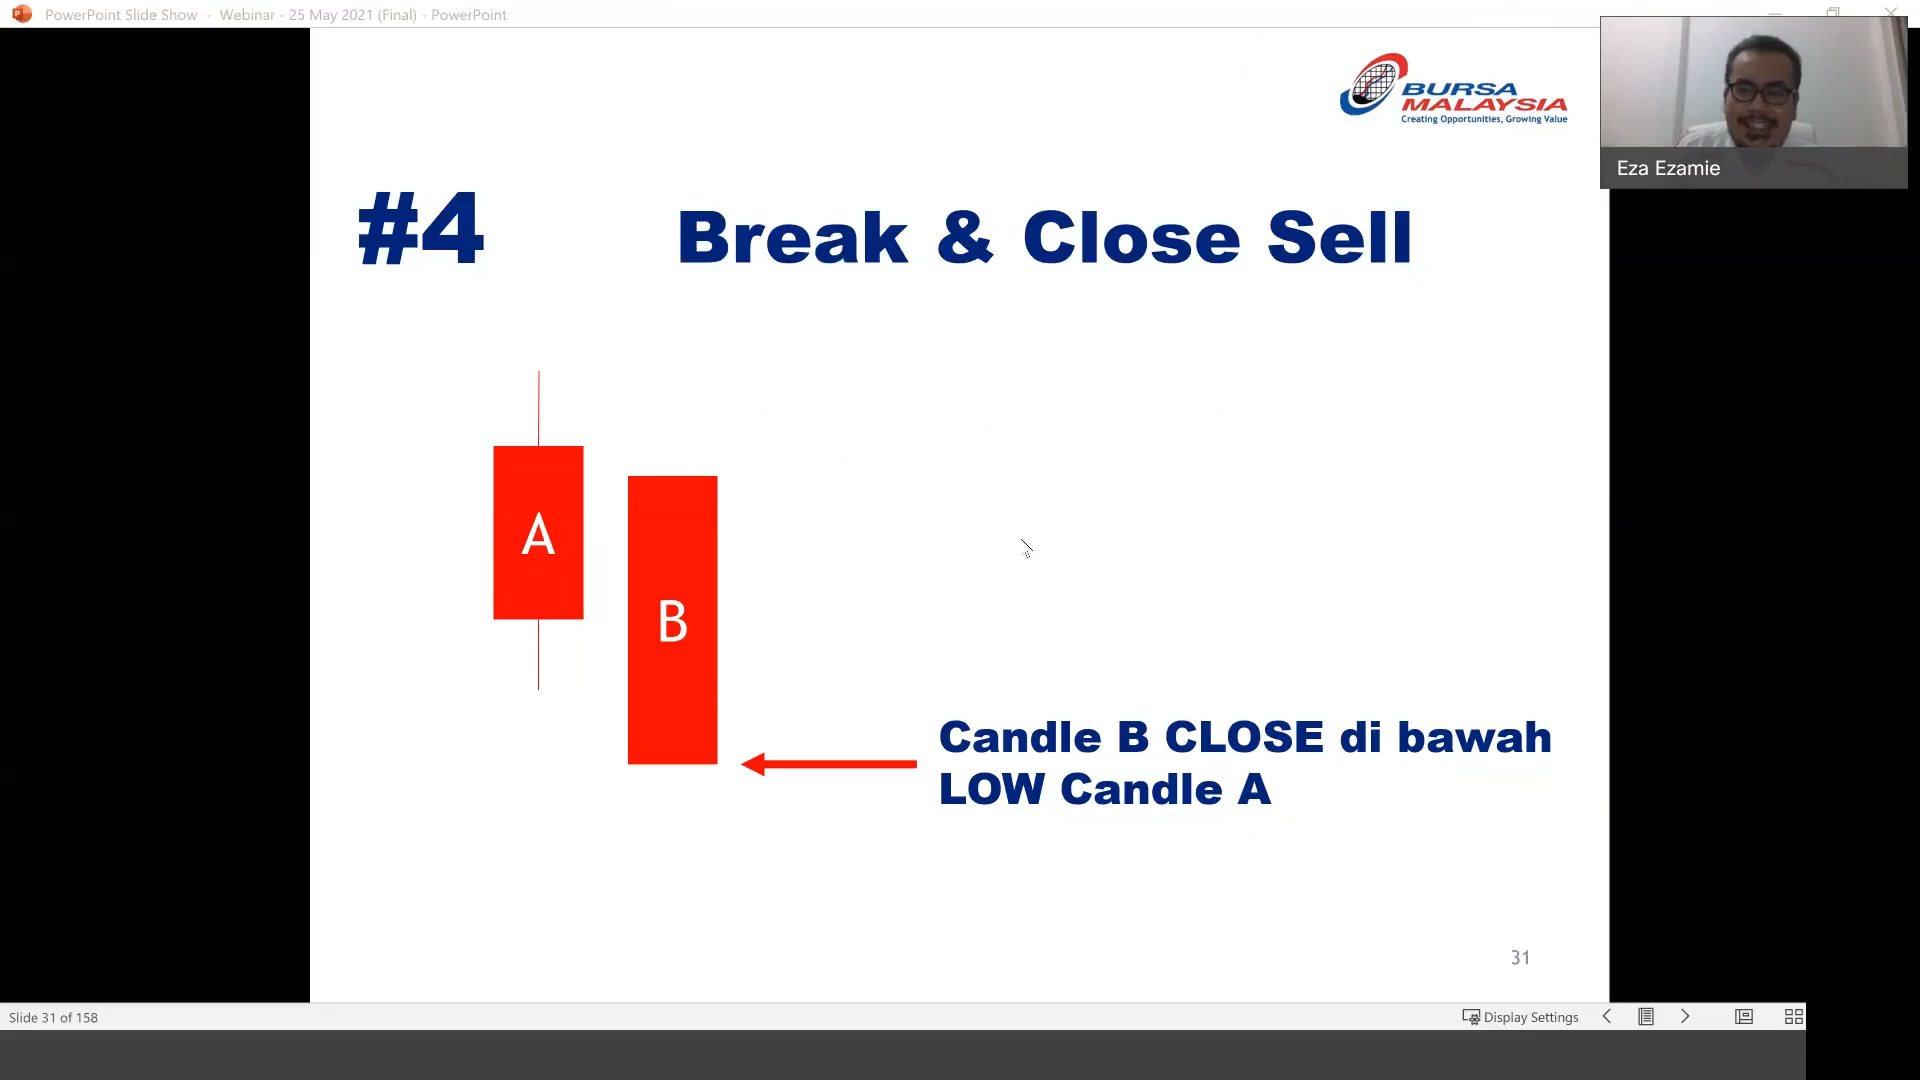 PowerPoint Slide Show - Webinar - 25 May 2021 (Final) - PowerPoint
BURSA
MALAYSIA
Creating Opportunities, Growing Value
Eza Ezamie
#4 Break & Close Sell
A
B
Candle B CLOSE di bawah
LOW Candle A
31
Slide 31 of 158
Display Settings